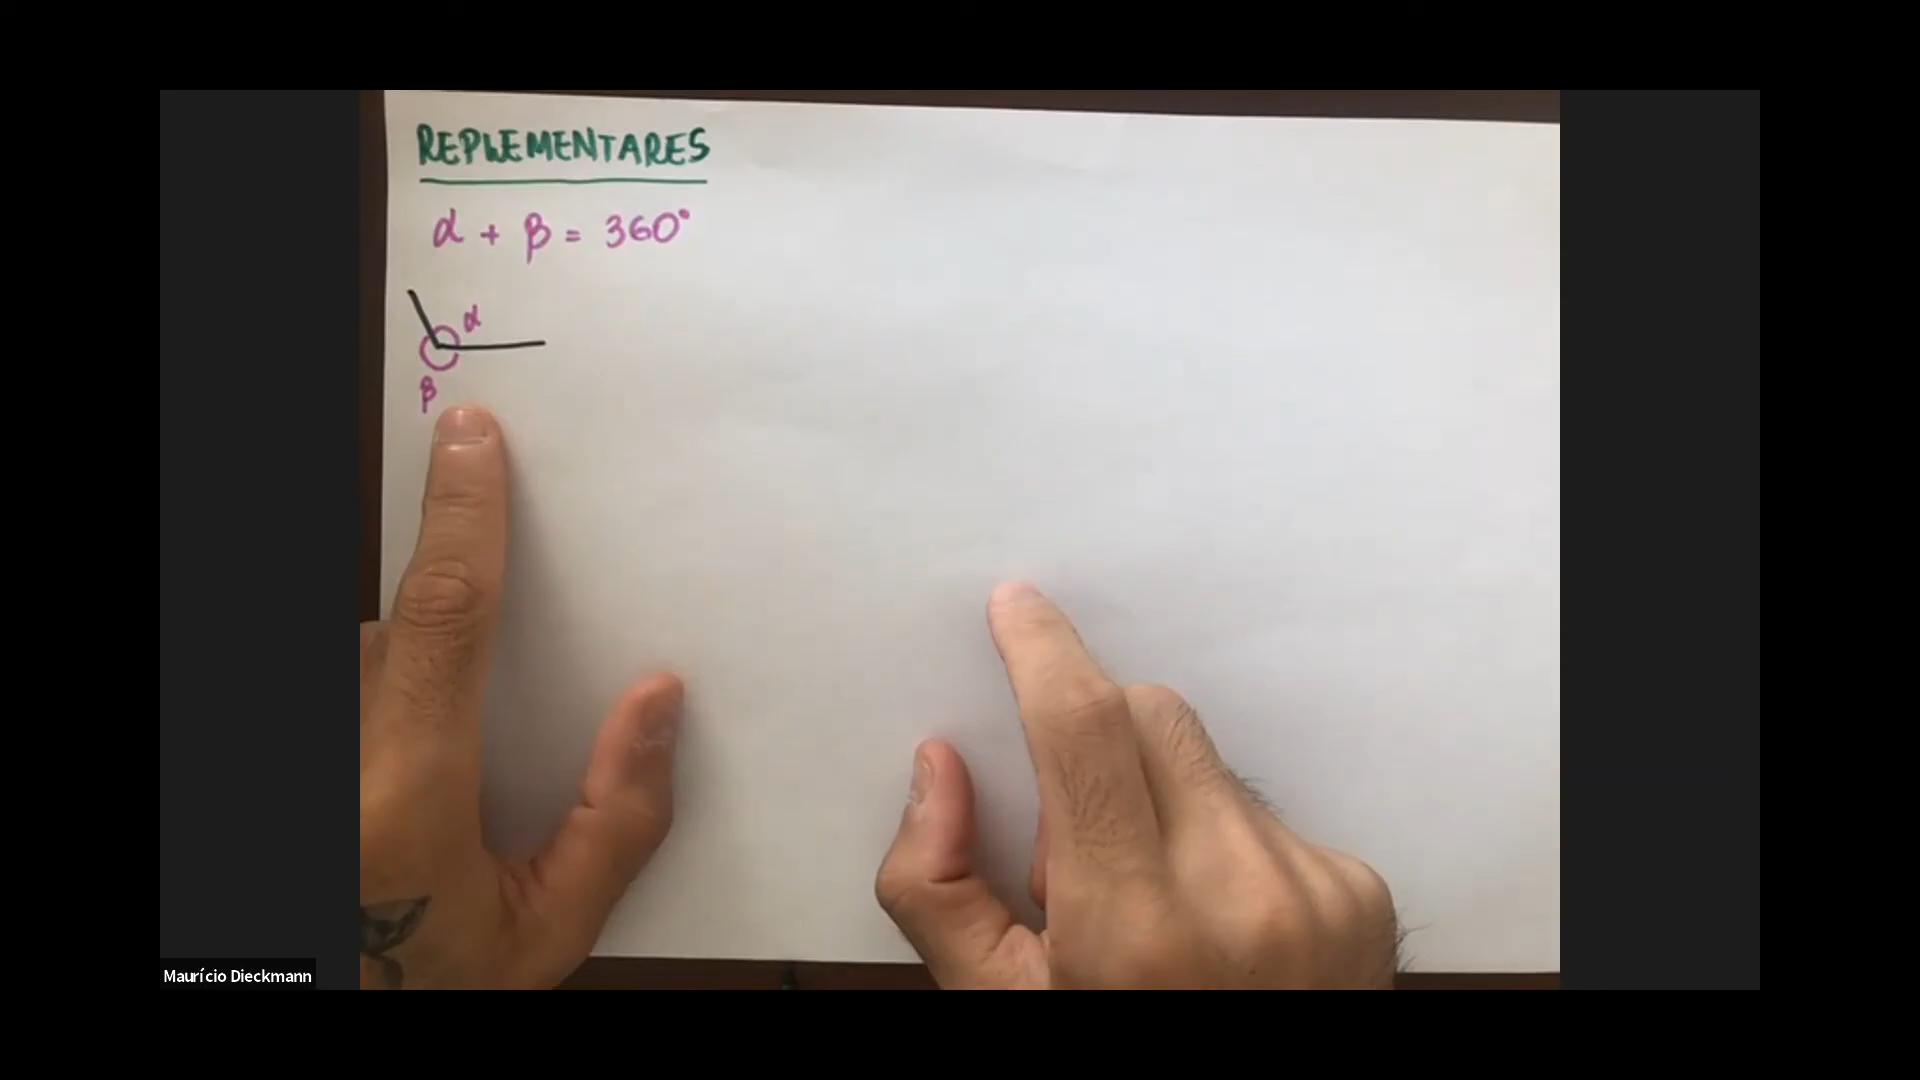 REPLEMENTARES
α + β = 360°
α
β
Maurício Dieckmann